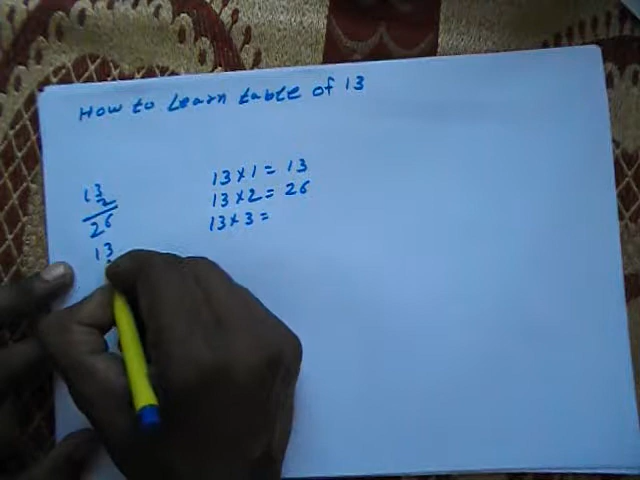 How to Learn table of 13
13
2
26
13
13 × 1 = 13
13 × 2 = 26
13 × 3 =